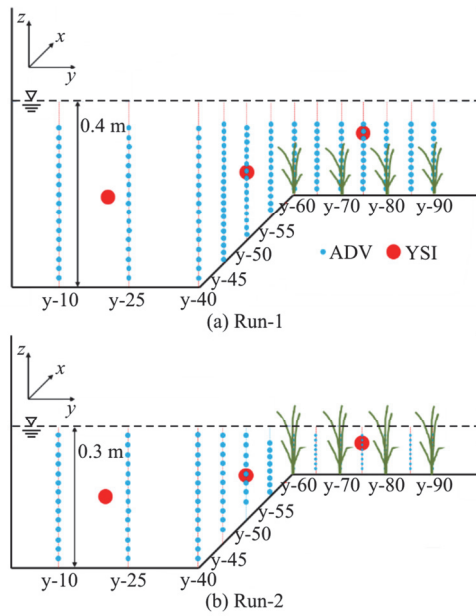 z
x
y
0.4 m
y-60 y-70 y-80 y-90
y-55
y-50
y-45
ADV YSI
y-10 y-25 y-40
(a) Run-1
z
x
y
0.3 m
y-60 y-70 y-80 y-90
y-55
y-50
y-45
y-10 y-25 y-40
(b) Run-2